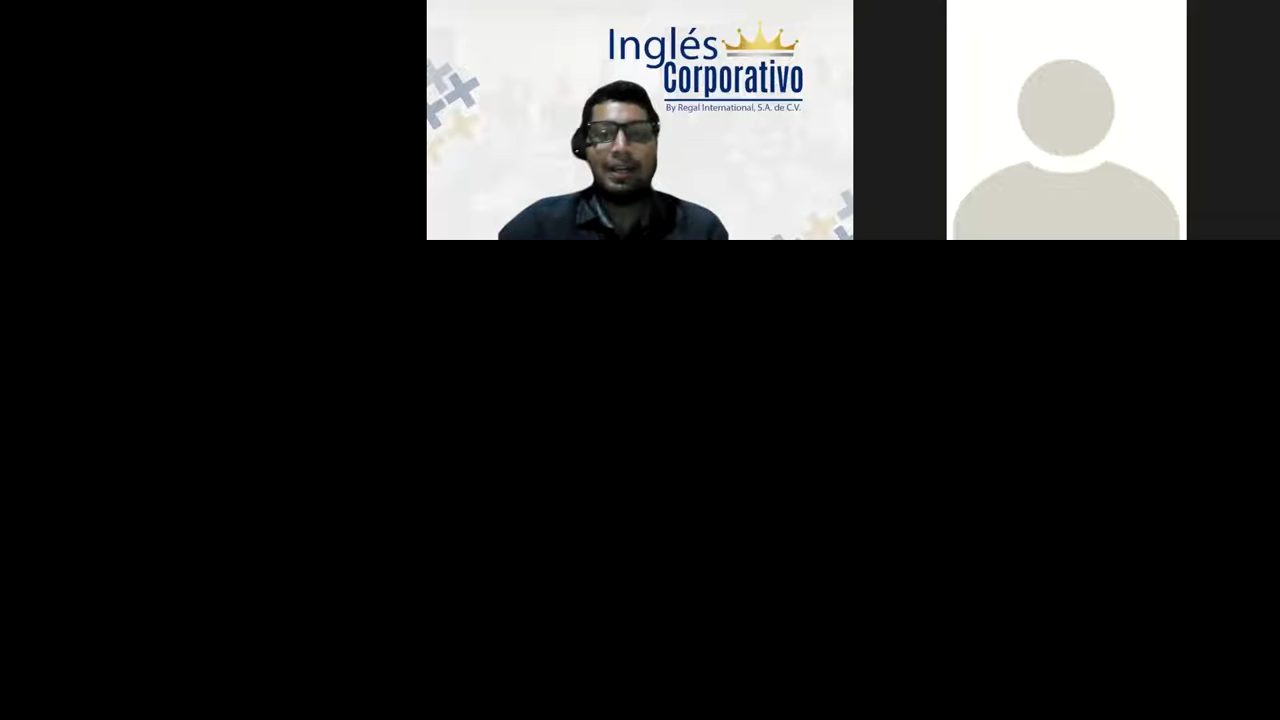 Inglés
Corporativo
By Regal International, S.A. de C.V.